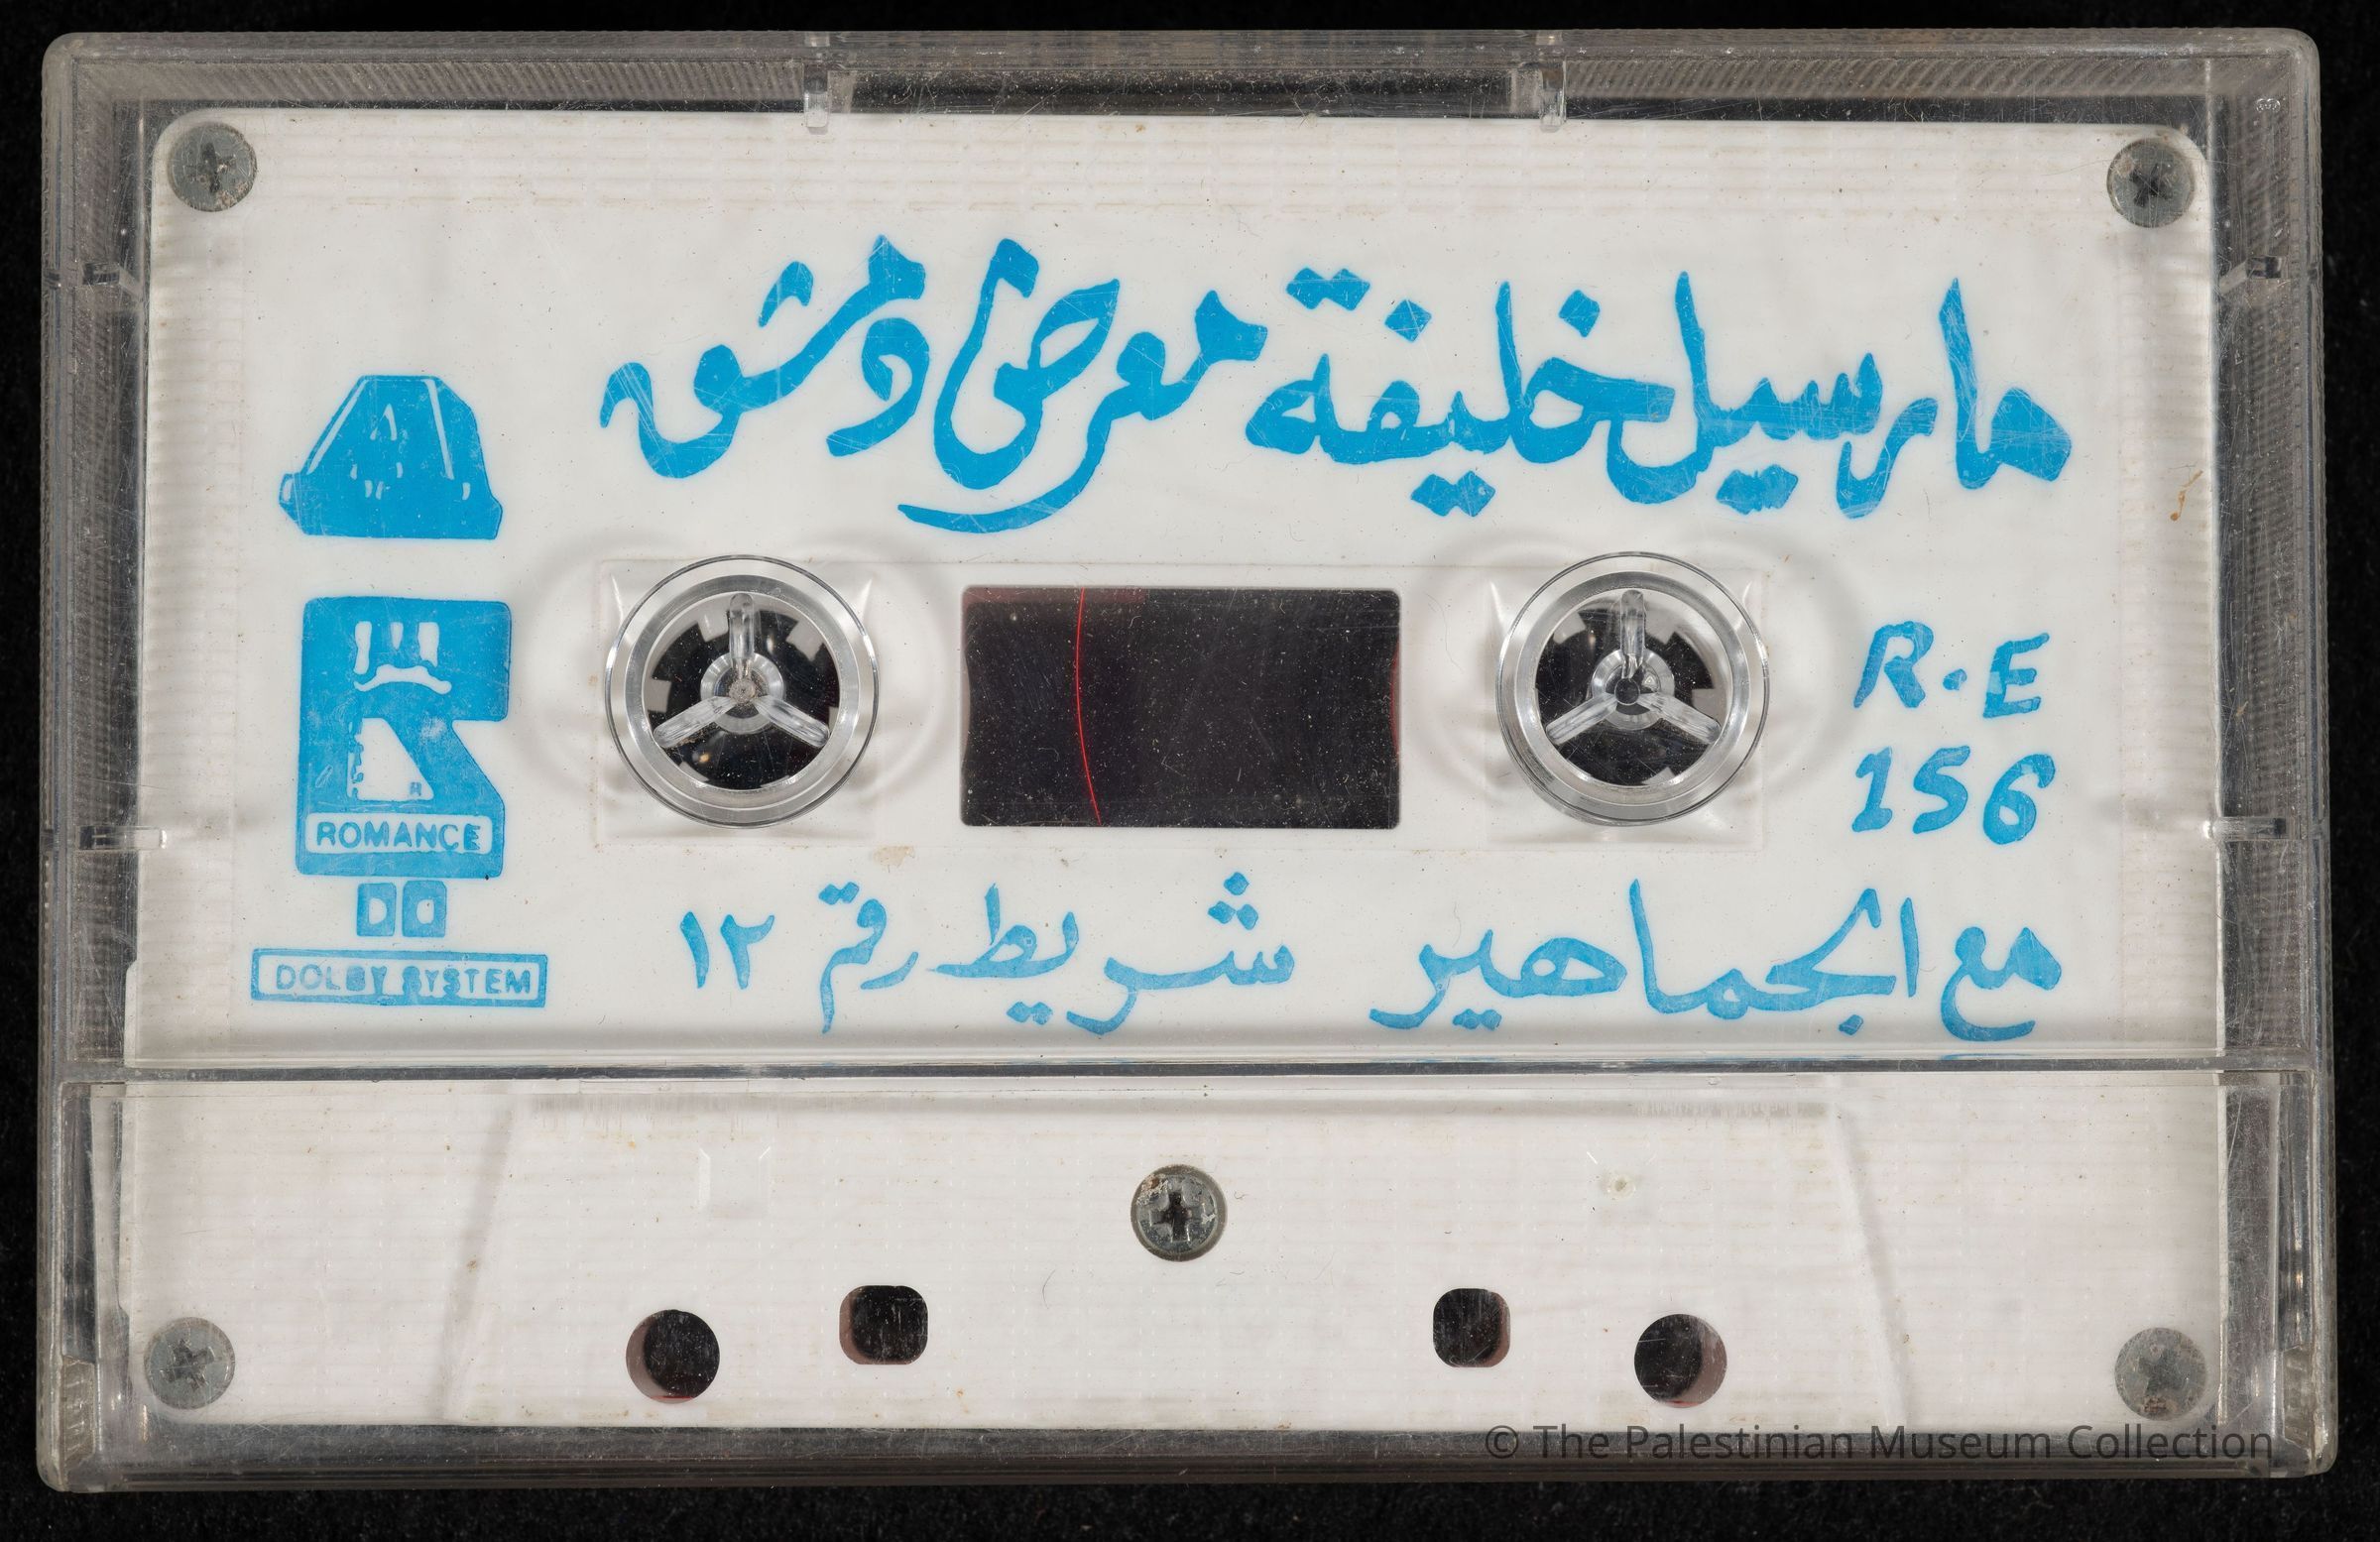 مارسيل خليفة معرض دمشق
R.E
156
ROMANCE
DOLBY SYSTEM
مع الجماهير شريط رقم ١٢
© The Palestinian Museum Collection